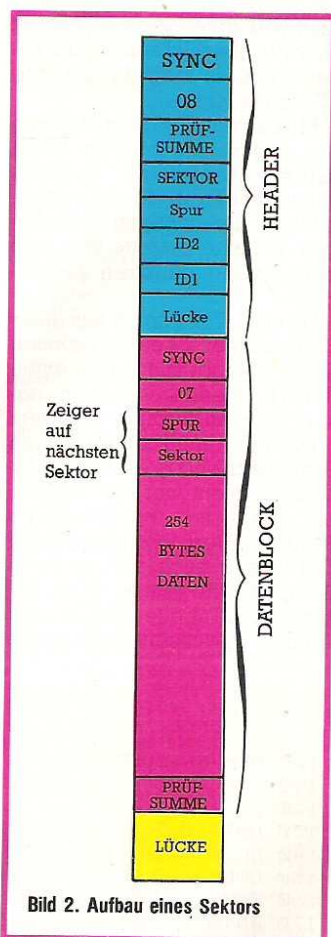 SYNC
08
PRÜF-
SUMME
SEKTOR
Spur
ID2
ID1
Lücke
HEADER
SYNC
07
SPUR
Sektor
Zeiger
auf
nächsten
Sektor
254
BYTES
DATEN
PRÜF-
SUMME
DATENBLOCK
LÜCKE
Bild 2. Aufbau eines Sektors